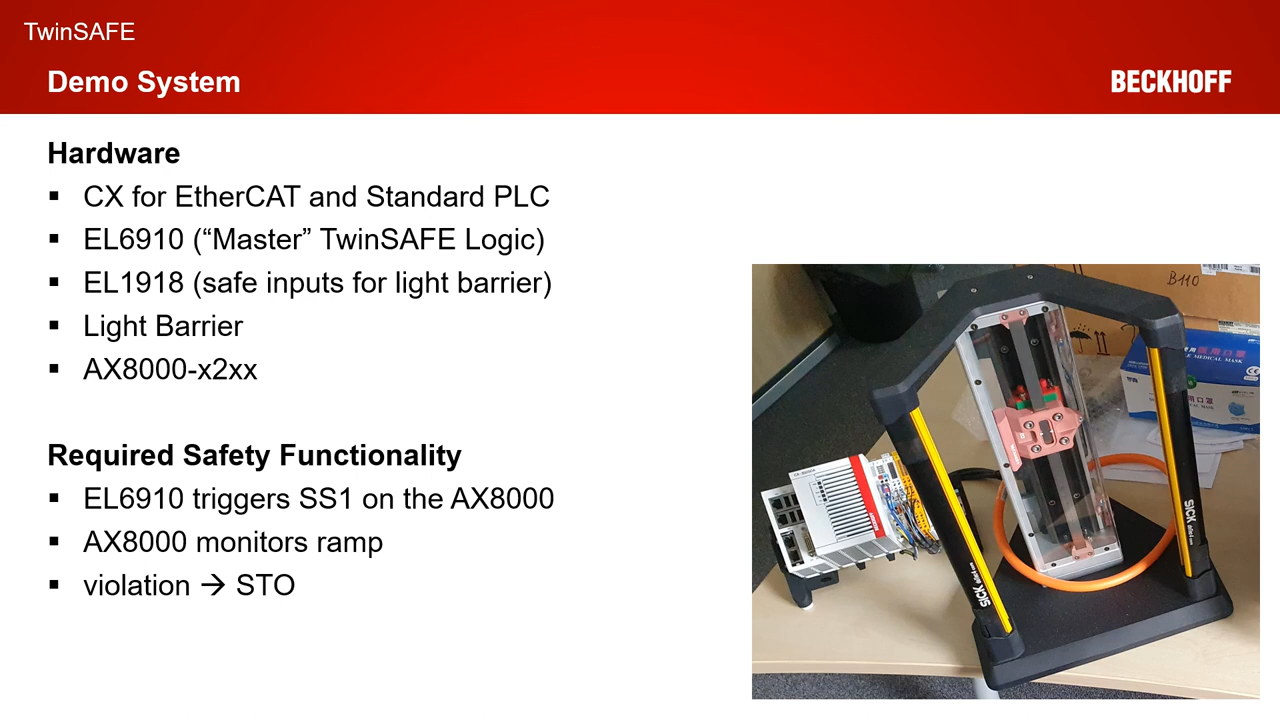 TwinSAFE
Demo System
BECKHOFF
Hardware
▪ CX for EtherCAT and Standard PLC
▪ EL6910 (“Master” TwinSAFE Logic)
▪ EL1918 (safe inputs for light barrier)
▪ Light Barrier
▪ AX8000-x2xx
Required Safety Functionality
▪ EL6910 triggers SS1 on the AX8000
▪ AX8000 monitors ramp
▪ violation → STO
B110
MEDICAL MASK
SICK
SICK